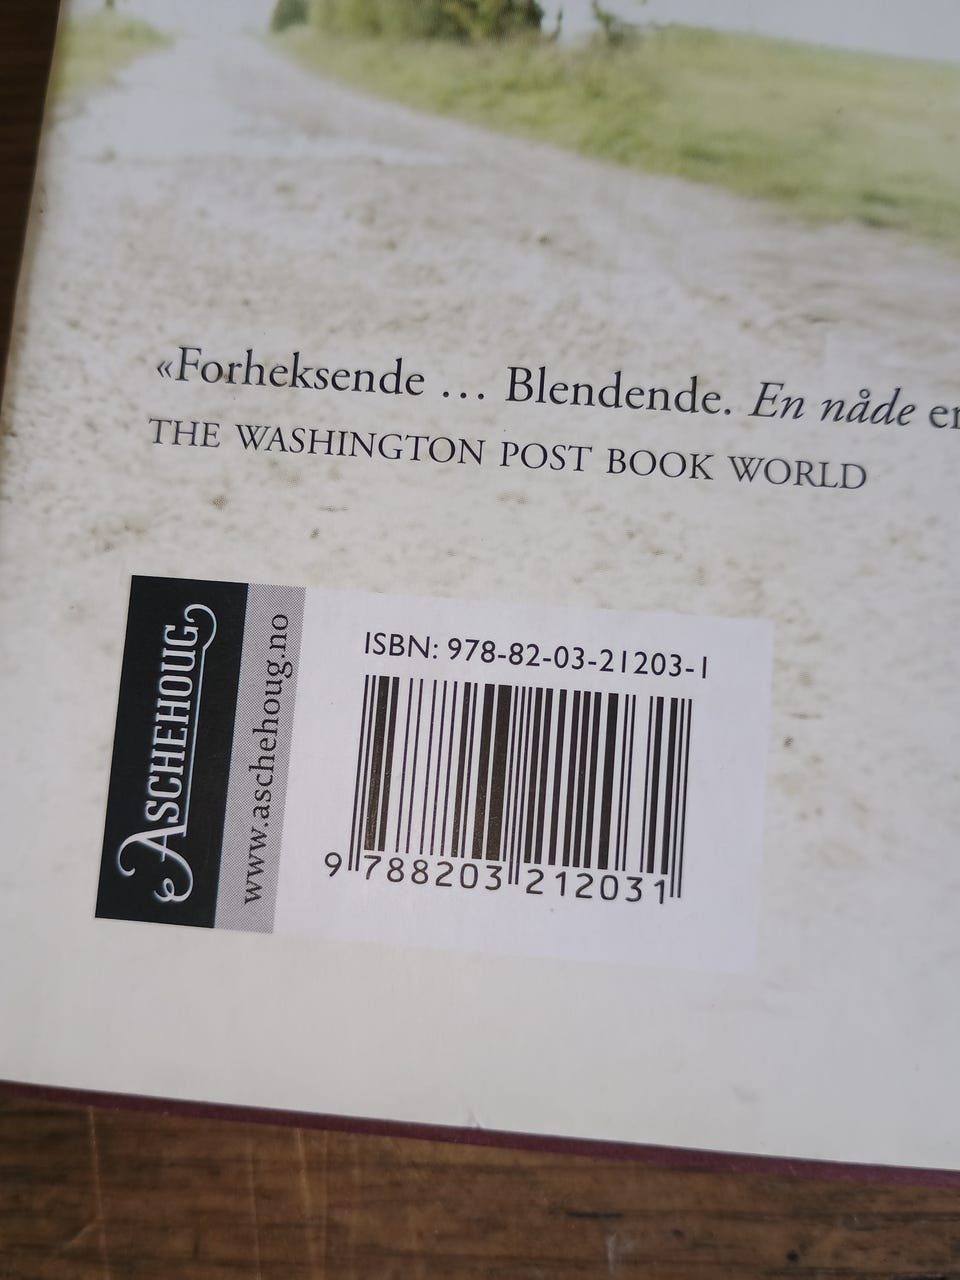 «Forheksende … Blendende. En nåde
THE WASHINGTON POST BOOK WORLD
ASCHEHOUG
www.aschehoug.no
ISBN: 978-82-03-21203-1
9 788203 212031